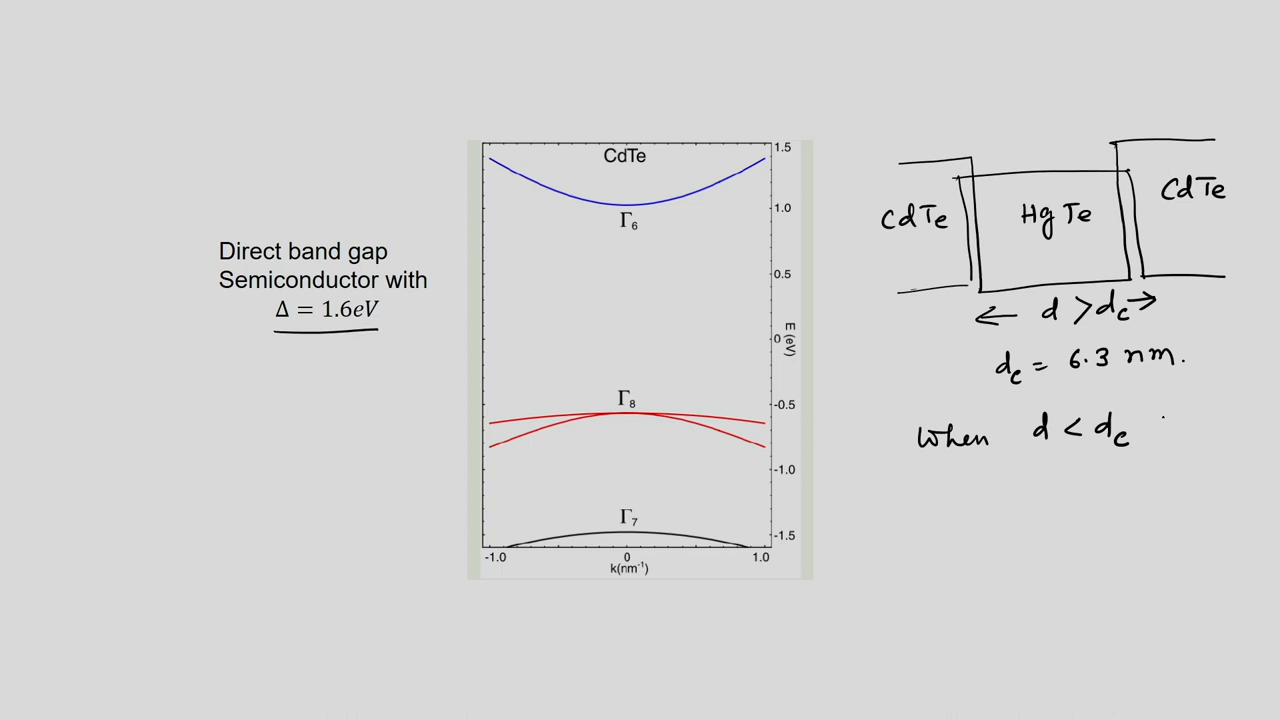 Direct band gap
Semiconductor with
Δ = 1.6eV
CdTe
Γ6
Γ8
Γ7
1.5
1.0
0.5
0
-0.5
-1.0
-1.5
E (eV)
-1.0 0 1.0
k(nm⁻¹)
CdTe HgTe CdTe
← d > dc →
dc = 6.3 nm.
When d < dc